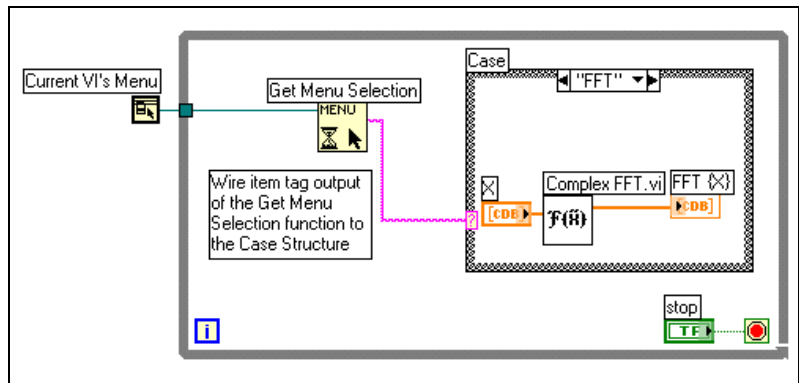 Current VI's Menu
Get Menu Selection
MENU
Wire item tag output
of the Get Menu
Selection function to
the Case Structure
Case
"FFT"
?
X
[CDB]
Complex FFT.vi
F{x}
FFT {X}
[CDB]
i
stop
TF